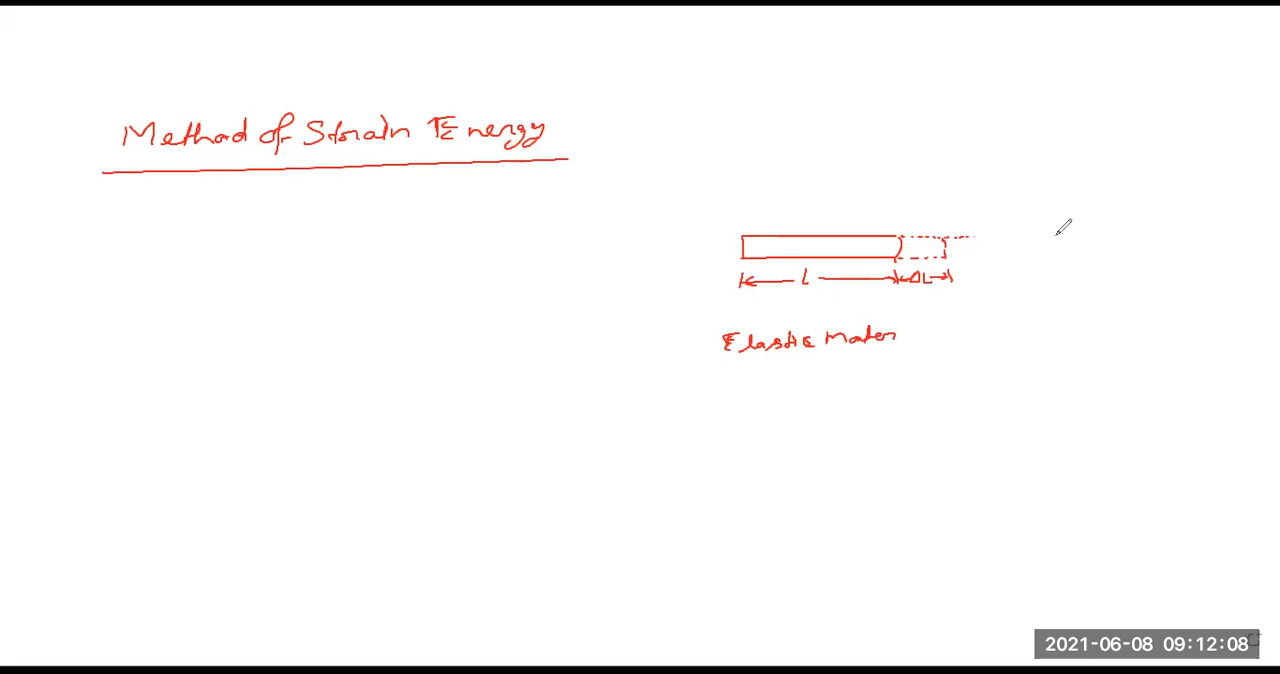 Method of Strain Energy
L ΔL
Elastic Mater
2021-06-08 09:12:08